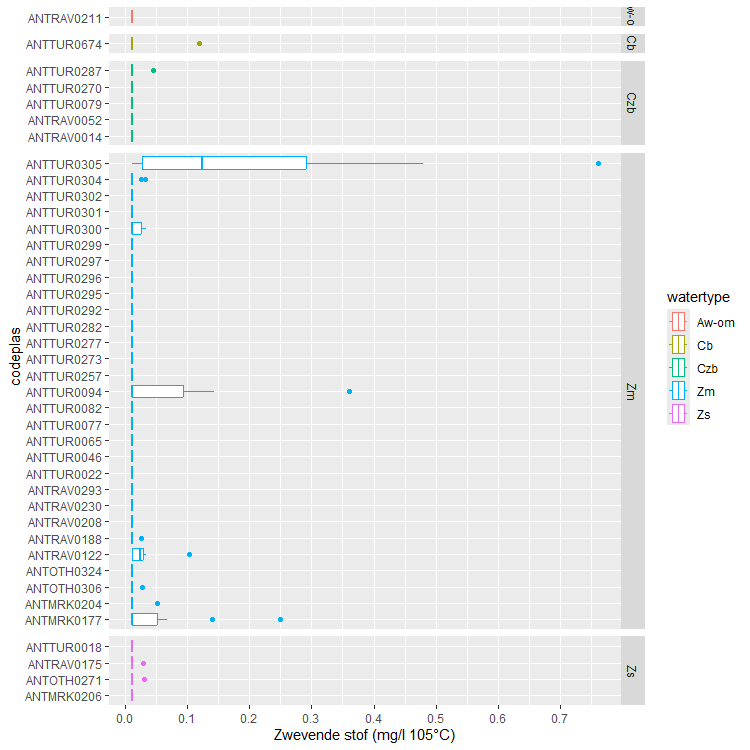 ANTRAV0211
w-o
ANTTUR0674
Cb
ANTTUR0287
ANTTUR0270
ANTTUR0079
ANTRAV0052
ANTRAV0014
Czb
ANTTUR0305
ANTTUR0304
ANTTUR0302
ANTTUR0301
ANTTUR0300
ANTTUR0299
ANTTUR0297
ANTTUR0296
ANTTUR0295
ANTTUR0292
ANTTUR0282
ANTTUR0277
ANTTUR0273
ANTTUR0257
ANTTUR0094
ANTTUR0082
ANTTUR0077
ANTTUR0065
ANTTUR0046
ANTTUR0022
ANTRAV0293
ANTRAV0230
ANTRAV0208
ANTRAV0188
ANTRAV0122
ANTOTH0324
ANTOTH0306
ANTMRK0204
ANTMRK0177
Zm
ANTTUR0018
ANTRAV0175
ANTOTH0271
ANTMRK0206
Zs
codeplas
0.0 0.1 0.2 0.3 0.4 0.5 0.6 0.7
Zwevende stof (mg/l 105°C)
watertype
Aw-om
Cb
Czb
Zm
Zs